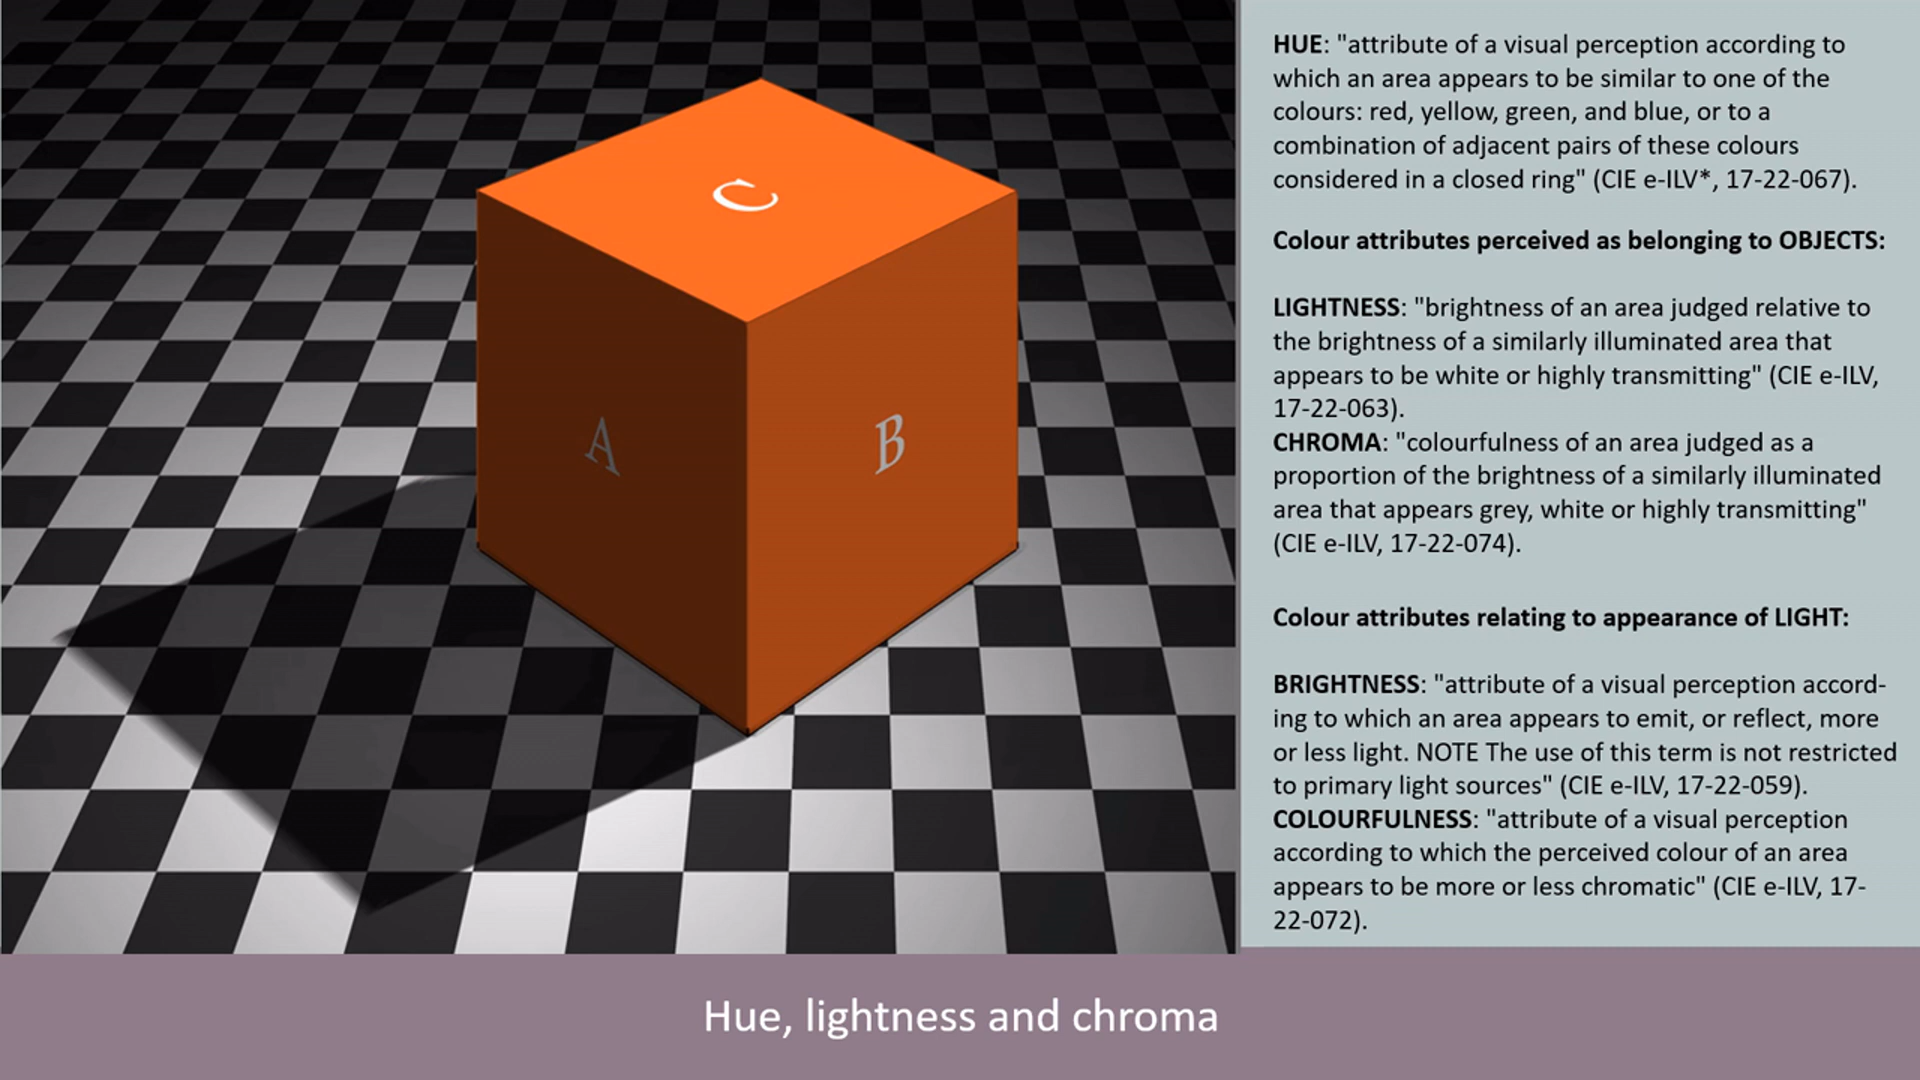 C
A
B
HUE: "attribute of a visual perception according to
which an area appears to be similar to one of the
colours: red, yellow, green, and blue, or to a
combination of adjacent pairs of these colours
considered in a closed ring" (CIE e-ILV*, 17-22-067).
Colour attributes perceived as belonging to OBJECTS:
LIGHTNESS: "brightness of an area judged relative to
the brightness of a similarly illuminated area that
appears to be white or highly transmitting" (CIE e-ILV,
17-22-063).
CHROMA: "colourfulness of an area judged as a
proportion of the brightness of a similarly illuminated
area that appears grey, white or highly transmitting"
(CIE e-ILV, 17-22-074).
Colour attributes relating to appearance of LIGHT:
BRIGHTNESS: "attribute of a visual perception accord-
ing to which an area appears to emit, or reflect, more
or less light. NOTE The use of this term is not restricted
to primary light sources" (CIE e-ILV, 17-22-059).
COLOURFULNESS: "attribute of a visual perception
according to which the perceived colour of an area
appears to be more or less chromatic" (CIE e-ILV, 17-
22-072).
Hue, lightness and chroma